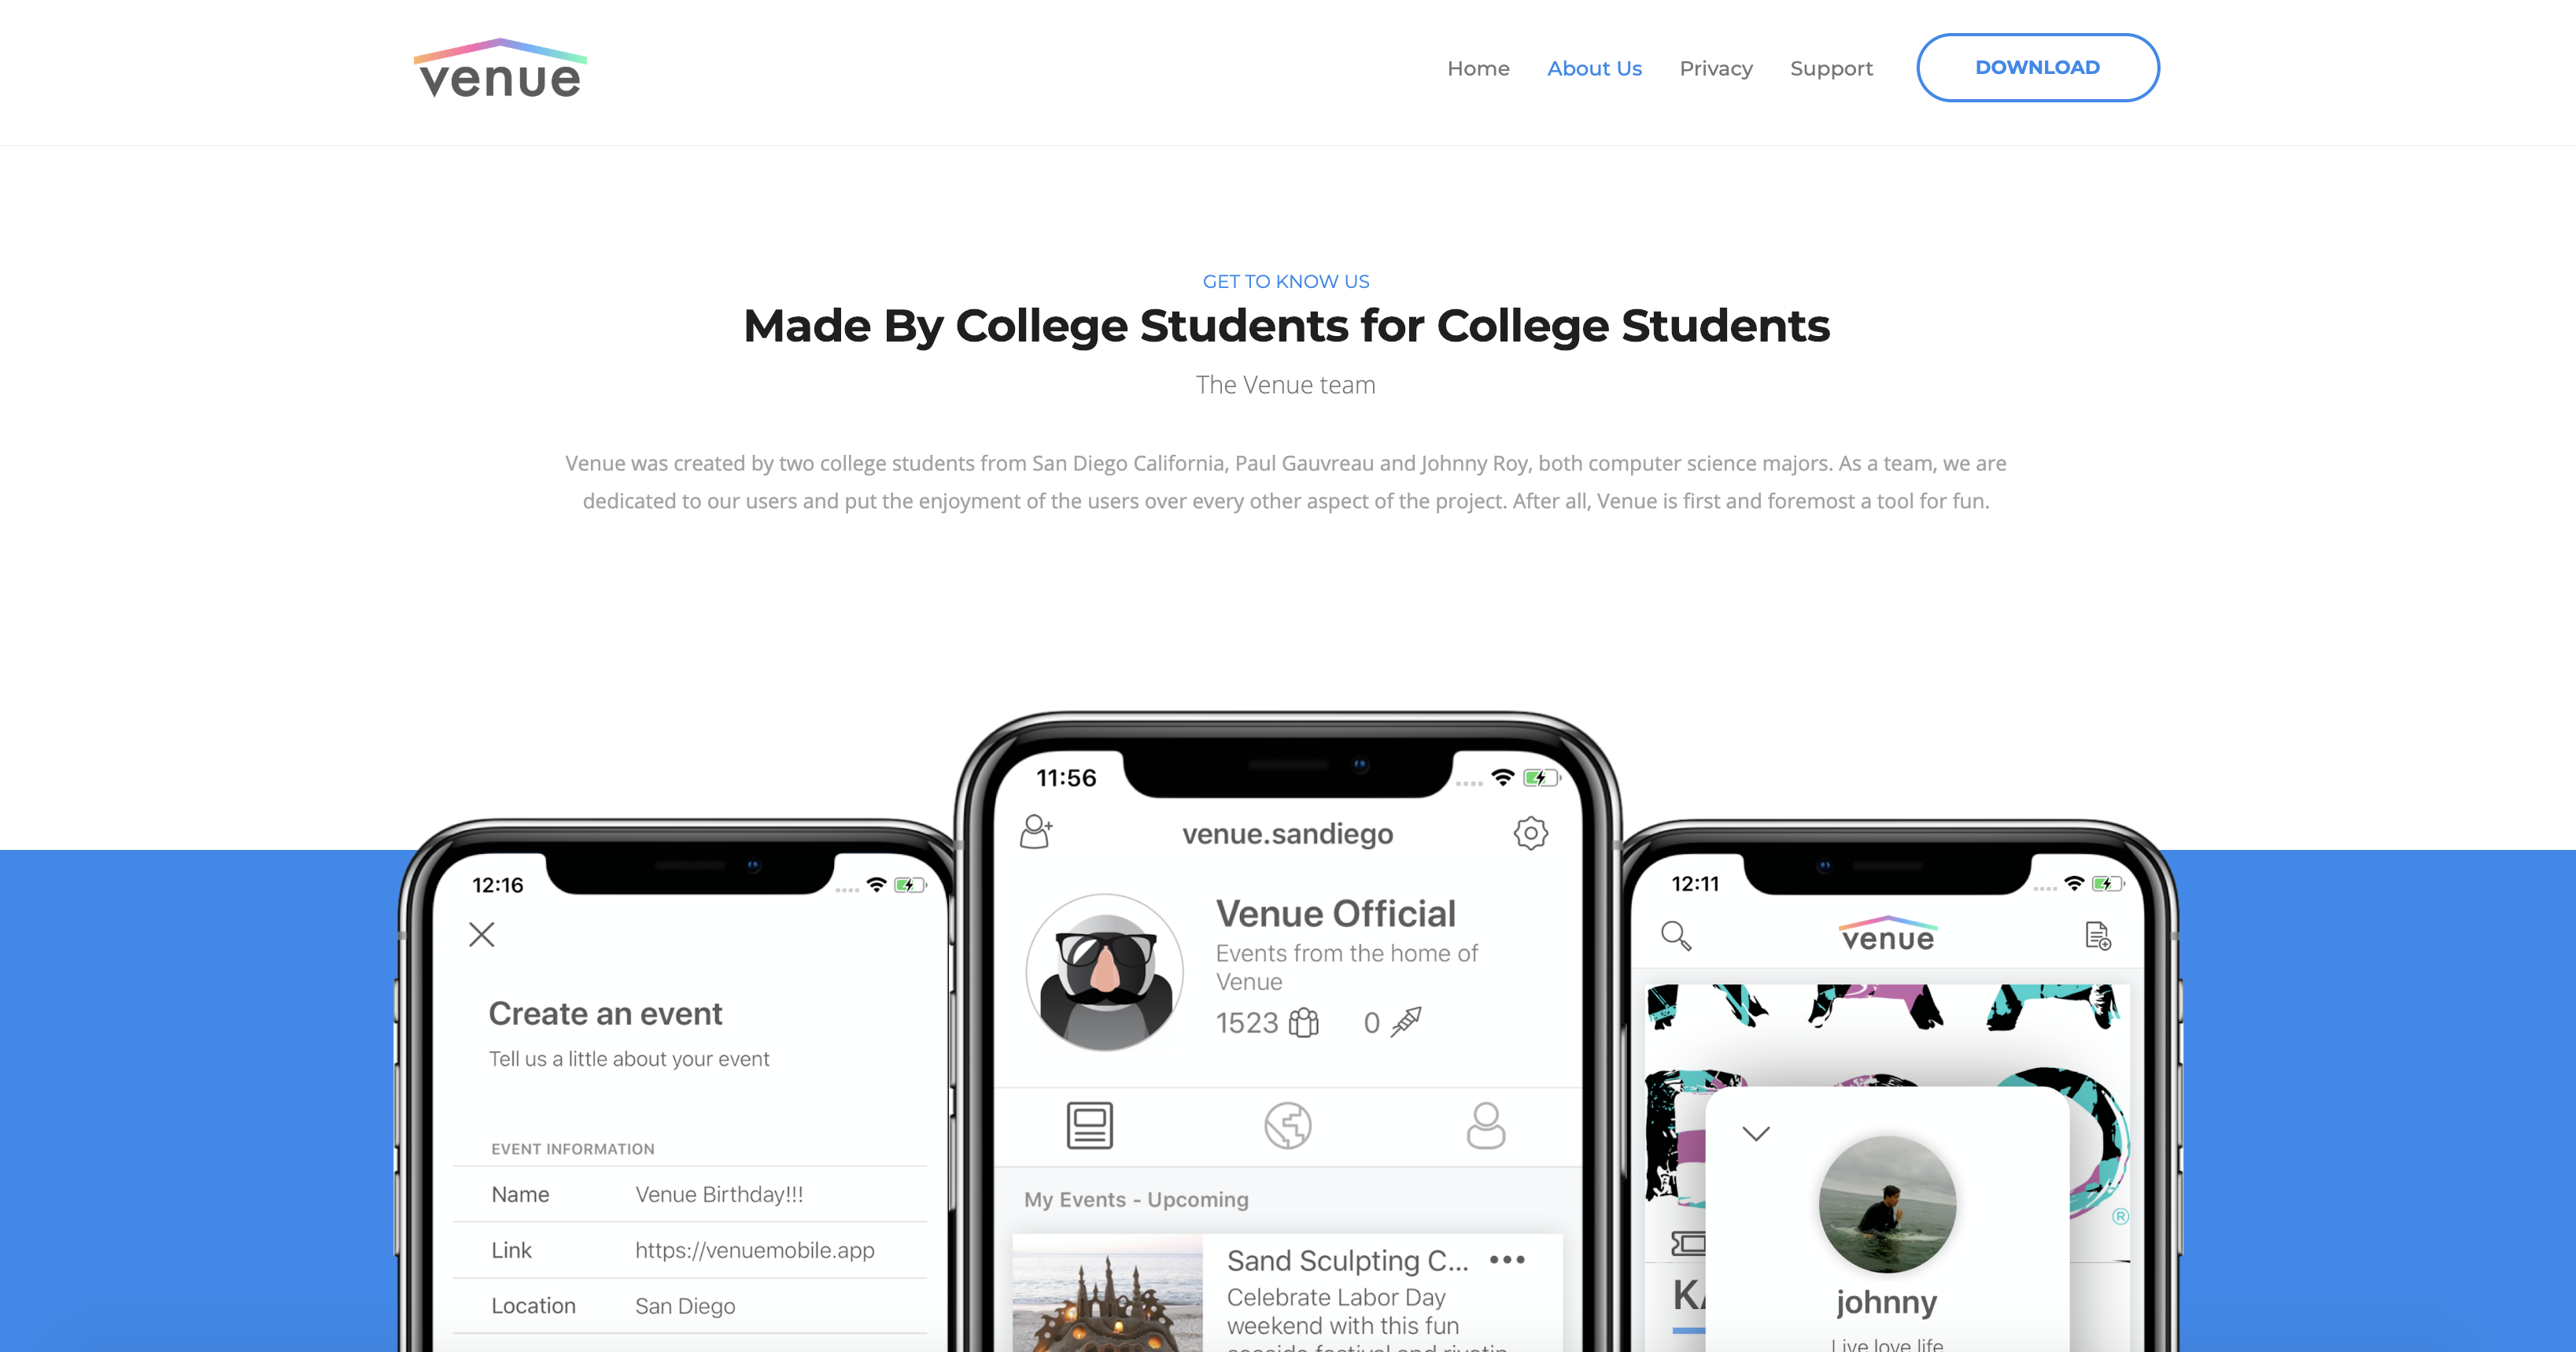 venue
Home
About Us
Privacy
Support
DOWNLOAD
GET TO KNOW US
Made By College Students for College Students
The Venue team
Venue was created by two college students from San Diego California, Paul Gauvreau and Johnny Roy, both computer science majors. As a team, we are
dedicated to our users and put the enjoyment of the users over every other aspect of the project. After all, Venue is first and foremost a tool for fun.
12:16
Create an event
Tell us a little about your event
EVENT INFORMATION
Name Venue Birthday!!!
Link https://venuemobile.app
Location San Diego
11:56
venue.sandiego
Venue Official
Events from the home of
Venue
1523 0
My Events - Upcoming
Sand Sculpting C...
Celebrate Labor Day
weekend with this fun
seaside festival and
12:11
venue
®
johnny
Live love life